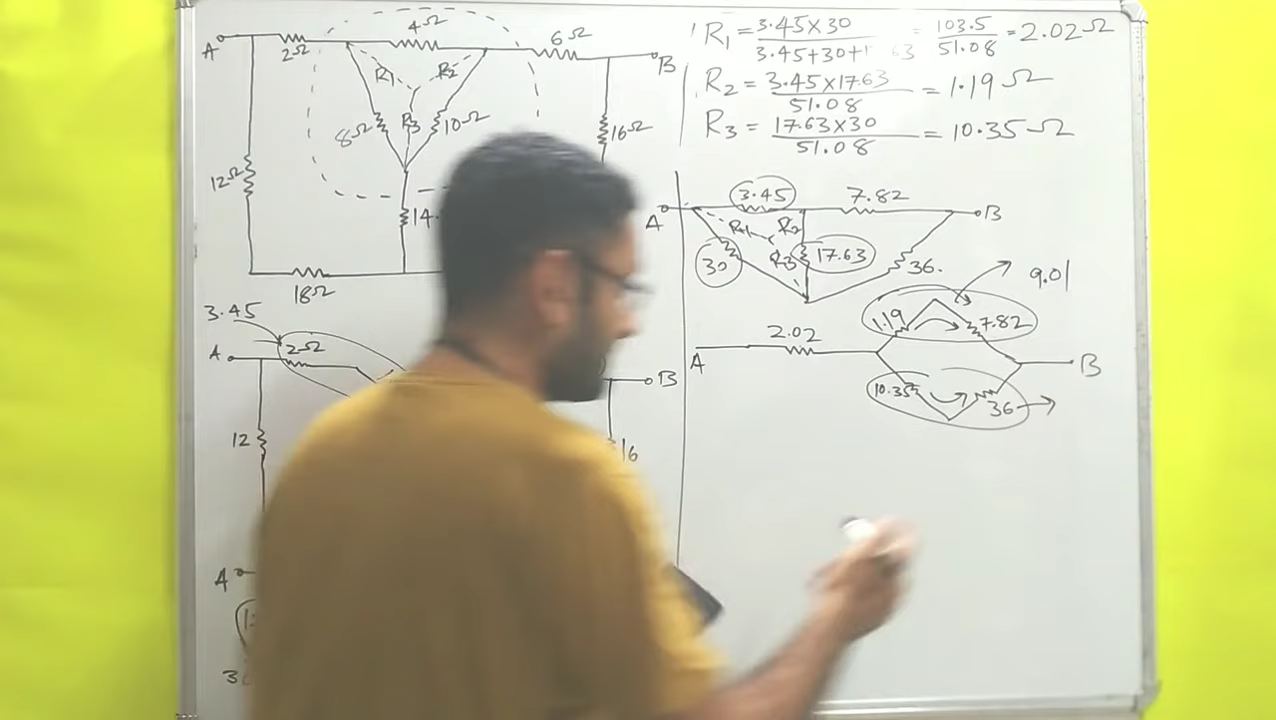 A 2Ω 4Ω 6Ω B
R1 R2
8Ω R3 10Ω 16Ω
12Ω
14
18Ω
3.45
A 2Ω B
12 16
A
R1 = 3.45×30 / 3.45+30+1 63 = 103.5 / 51.08 = 2.02Ω
R2 = 3.45×17.63 / 51.08 = 1.19 Ω
R3 = 17.63×30 / 51.08 = 10.35Ω
A 3.45 7.82 B
R1 R2
30 R3 17.63 36.
9.01
1.19 7.82
A 2.02 B
10.35 36